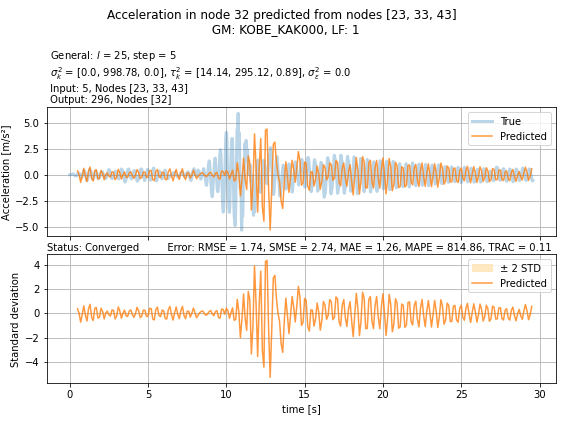 Acceleration in node 32 predicted from nodes [23, 33, 43]
GM: KOBE_KAK000, LF: 1
General: l = 25, step = 5
σ²ₖ = [0.0, 998.78, 0.0], τ²ₖ = [14.14, 295.12, 0.89], σ²ₑ = 0.0
Input: 5, Nodes [23, 33, 43]
Output: 296, Nodes [32]
Acceleration [m/s²]
5.0
2.5
0.0
−2.5
−5.0
True
Predicted
Status: Converged
Error: RMSE = 1.74, SMSE = 2.74, MAE = 1.26, MAPE = 814.86, TRAC = 0.11
Standard deviation
4
2
0
−2
−4
± 2 STD
Predicted
0 5 10 15 20 25 30
time [s]